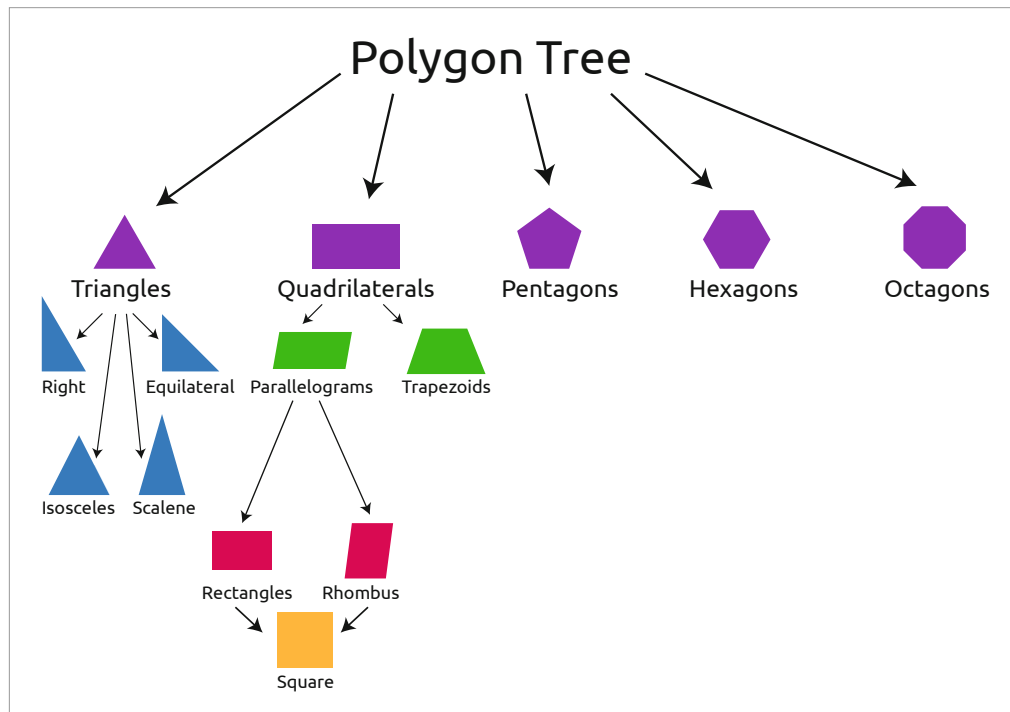 Polygon Tree
Triangles
Quadrilaterals
Pentagons
Hexagons
Octagons
Right
Equilateral
Parallelograms
Trapezoids
Isosceles
Scalene
Rectangles
Rhombus
Square